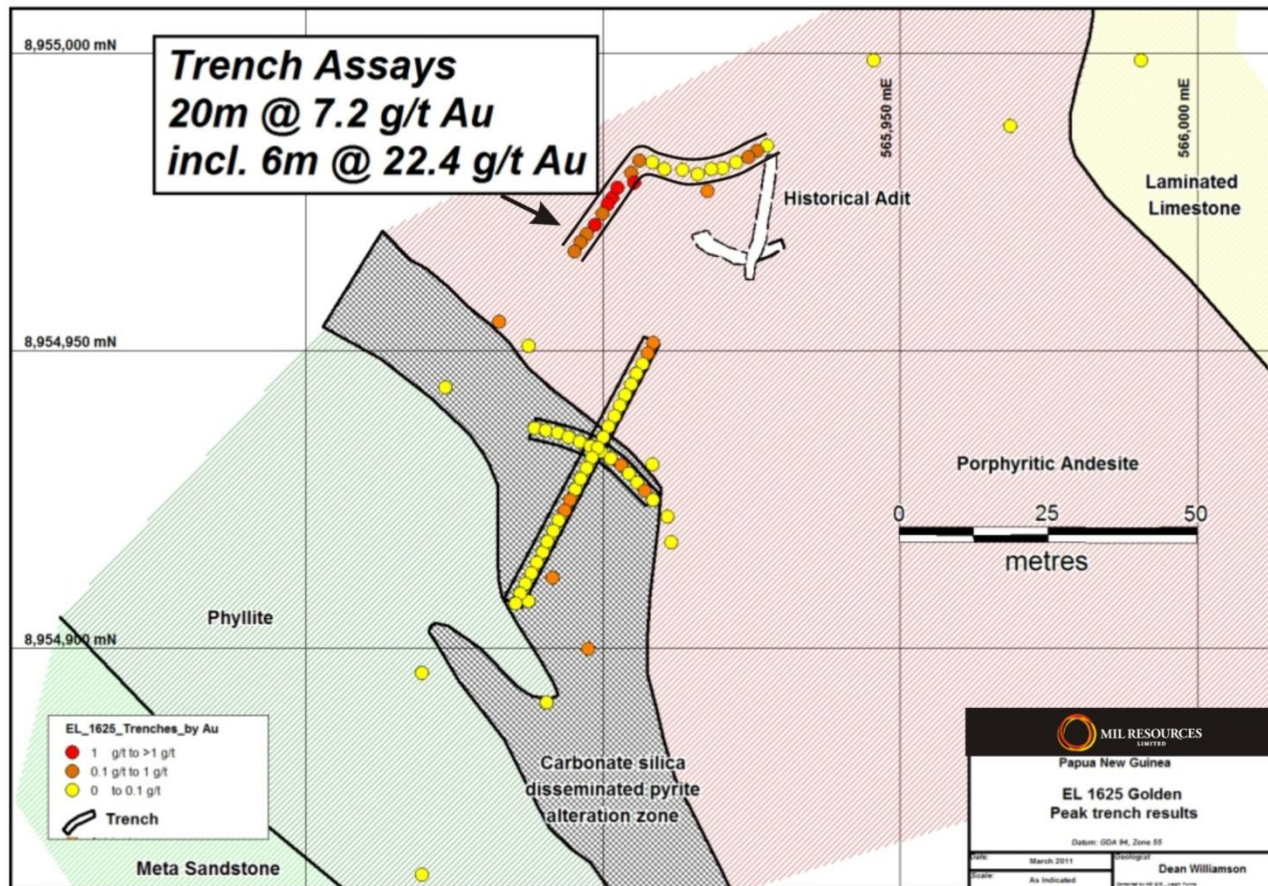 8,955,000 mN
Trench Assays
20m @ 7.2 g/t Au
incl. 6m @ 22.4 g/t Au
565,950 mE
566,000 mE
Historical Adit
Laminated
Limestone
8,954,950 mN
Porphyritic Andesite
0 25 50
metres
Phyllite
8,954,900 mN
EL_1625_Trenches_by Au
1 g/t to >1 g/t
0.1 g/t to 1 g/t
0 to 0.1 g/t
Trench
Carbonate silica
disseminated pyrite
alteration zone
Meta Sandstone
MIL RESOURCES
LIMITED
Papua New Guinea
EL 1625 Golden
Peak trench results
Datum: GDA 94, Zone 55
Date: March 2011
Geologist Dean Williamson
Scale: As Indicated